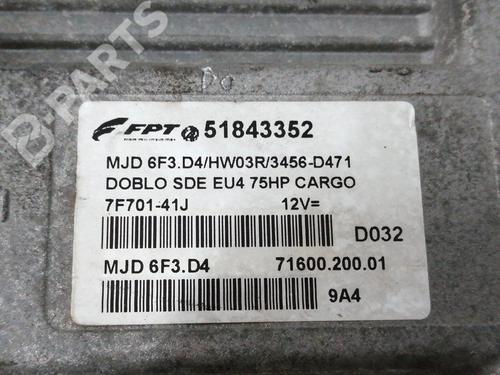 B-PARTS
Do
FPT 51843352
MJD 6F3.D4/HW03R/3456-D471
DOBLO SDE EU4 75HP CARGO
7F701-41J 12V=
D032
MJD 6F3.D4 71600.200.01
9A4